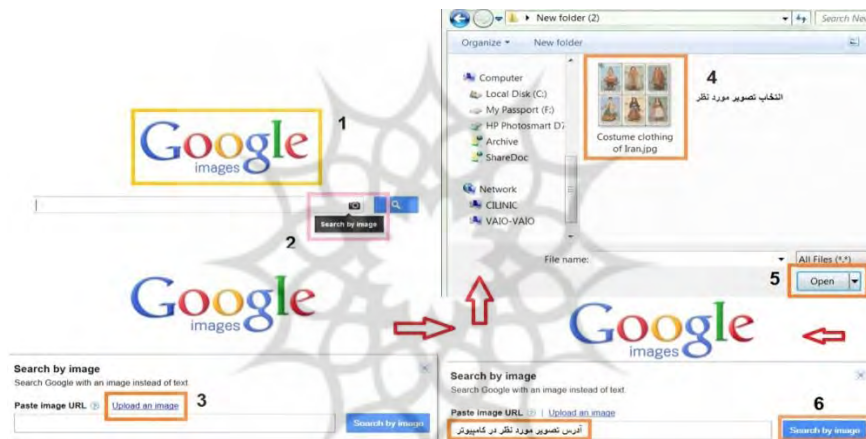 Google
images
1
Search by image
2
Google
images
Search by image
Search Google with an image instead of text.
Paste image URL Upload an image 3
Search by image
New folder (2)
Search New
Organize New folder
Computer
Local Disk (C:)
My Passport (F:)
HP Photosmart D7
Archive
ShareDoc
Network
CILINIC
VAIO-VAIO
4
انتخاب تصویر مورد نظر
Costume clothing
of Iran.jpg
File name:
All Files (*.*)
5 Open
Google
images
Search by image
Search Google with an image instead of text.
6
Paste image URL | Upload an image
آدرس تصویر مورد نظر در کامپیوتر
Search by image